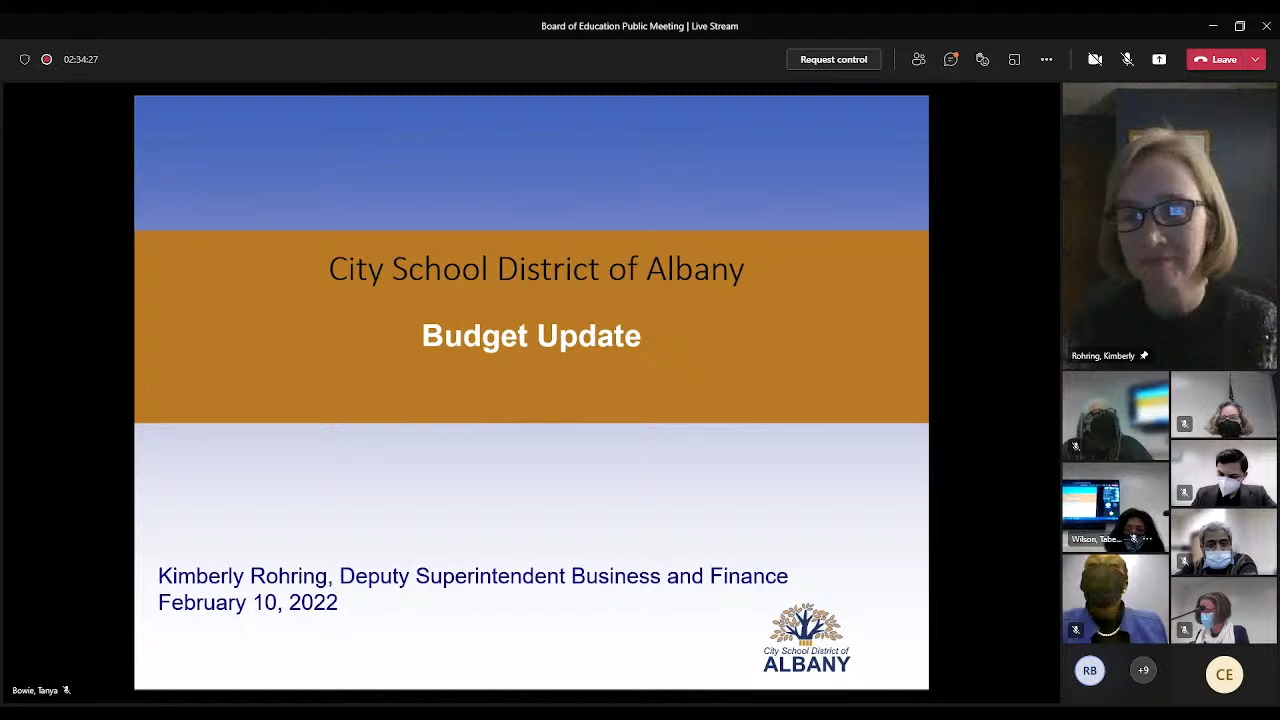 Board of Education Public Meeting | Live Stream
02:34:27
Request control
Leave
City School District of Albany
Budget Update
Kimberly Rohring, Deputy Superintendent Business and Finance
February 10, 2022
City School District of
ALBANY
Rohring, Kimberly
Wilson, Tabe...
RB
+9
CE
Bowie, Tanya